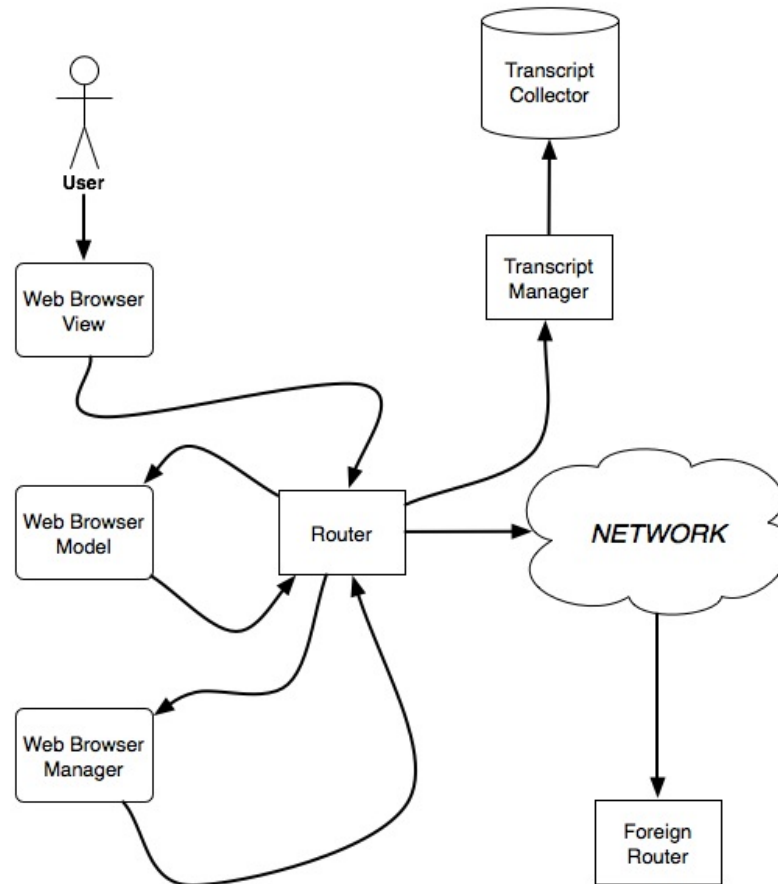 Transcript
Collector
User
Transcript
Manager
Web Browser
View
Web Browser
Model
Router
NETWORK
Web Browser
Manager
Foreign
Router